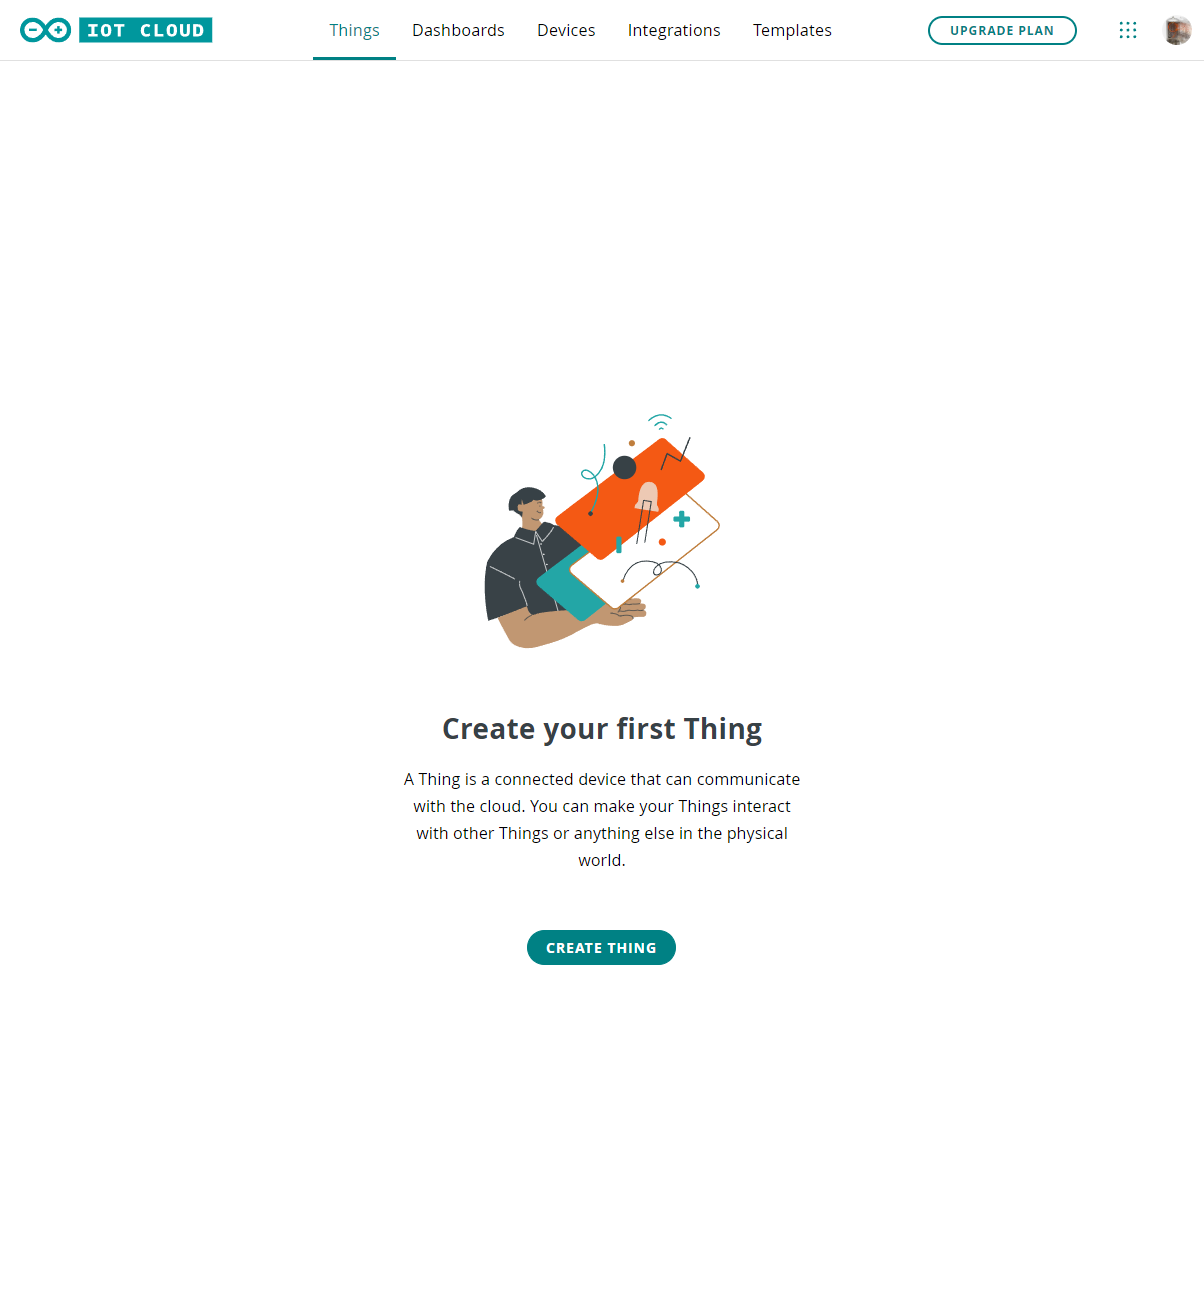 IOT CLOUD
Things
Dashboards
Devices
Integrations
Templates
UPGRADE PLAN
Create your first Thing
A Thing is a connected device that can communicate
with the cloud. You can make your Things interact
with other Things or anything else in the physical
world.
CREATE THING